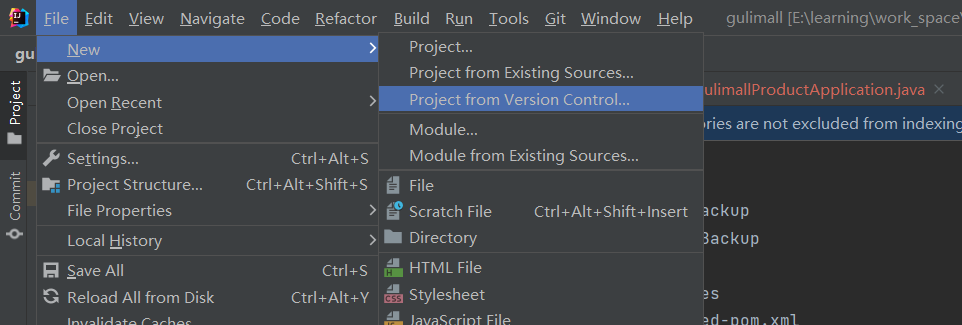 File Edit View Navigate Code Refactor Build Run Tools Git Window Help gulimall [E:\learning\work_space\
gu
New
Open...
Open Recent
Close Project
Settings... Ctrl+Alt+S
Project Structure... Ctrl+Alt+Shift+S
File Properties
Local History
Save All Ctrl+S
Reload All from Disk Ctrl+Alt+Y
Invalidate Caches
Project...
Project from Existing Sources...
Project from Version Control...
Module...
Module from Existing Sources...
File
Scratch File Ctrl+Alt+Shift+Insert
Directory
HTML File
Stylesheet
JavaScript File
Project
Commit
ulimallProductApplication.java
ories are not excluded from indexing
ackup
Backup
es
ed-pom.xml